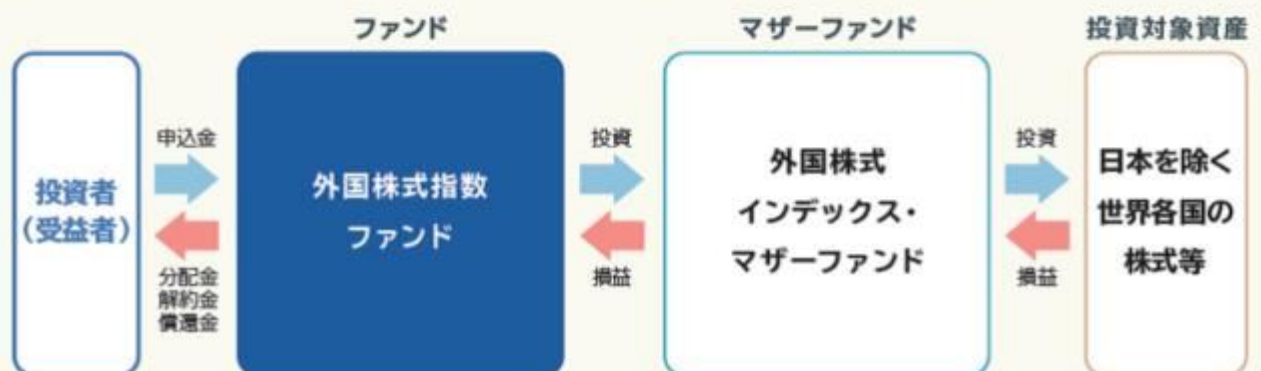 ファンド
マザーファンド
投資対象資産
投資者
（受益者）
申込金
分配金
解約金
償還金
外国株式指数
ファンド
投資
損益
外国株式
インデックス・
マザーファンド
投資
損益
日本を除く
世界各国の
株式等